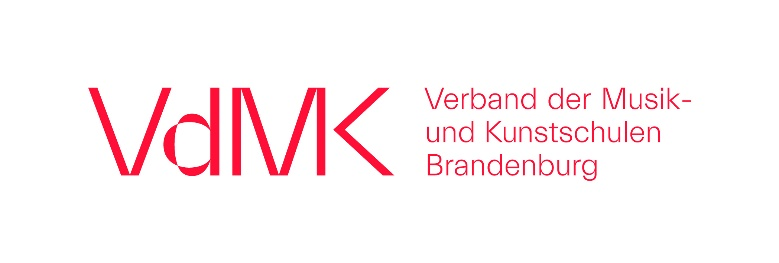 VdMK
Verband der Musik-
und Kunstschulen
Brandenburg